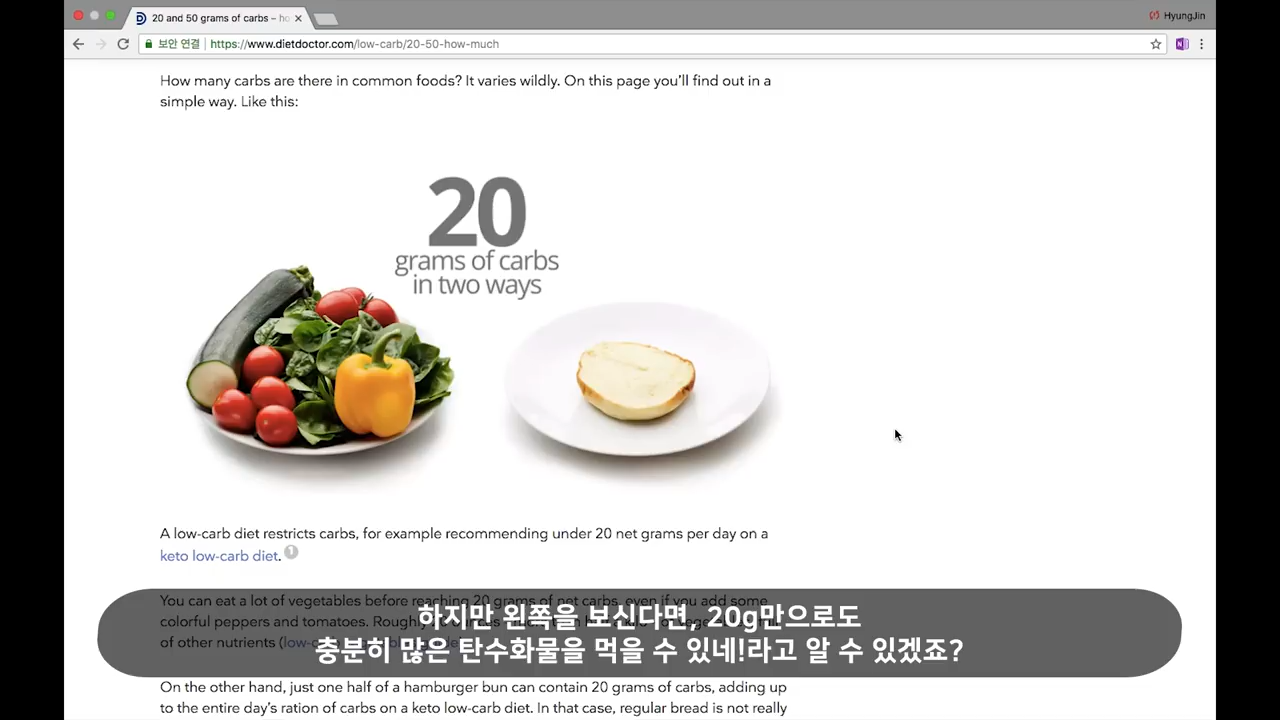 20 and 50 grams of carbs – ho
HyungJin
보안 연결 https://www.dietdoctor.com/low-carb/20-50-how-much
How many carbs are there in common foods? It varies wildly. On this page you'll find out in a
simple way. Like this:
20
grams of carbs
in two ways
A low-carb diet restricts carbs, for example recommending under 20 net grams per day on a
keto low-carb diet. 1
You can eat a lot of vegetables before reaching 20 grams of net carbs, even if you add some
colorful peppers and tomatoes. Rough
of other nutrients (low-c
하지만 왼쪽을 보신다면, 20g만으로도
충분히 많은 탄수화물을 먹을 수 있네!라고 알 수 있겠죠?
On the other hand, just one half of a hamburger bun can contain 20 grams of carbs, adding up
to the entire day's ration of carbs on a keto low-carb diet. In that case, regular bread is not really